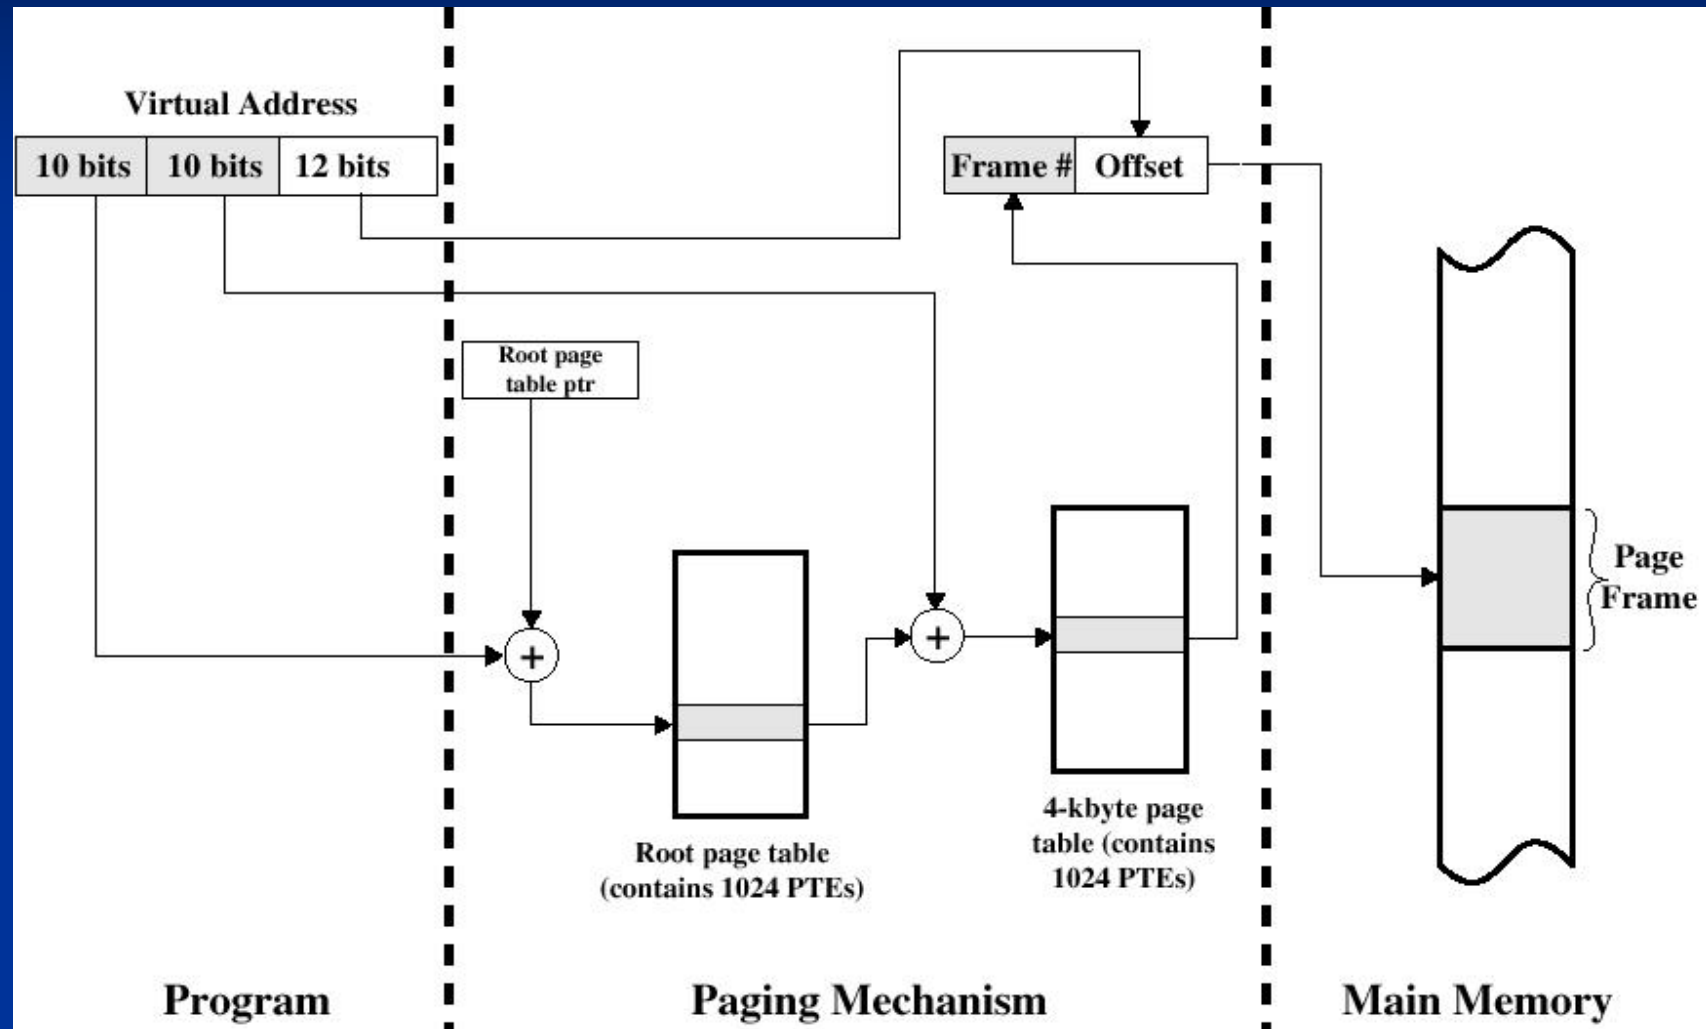 Virtual Address
10 bits 10 bits 12 bits
Frame # Offset
Root page
table ptr
+
+
Page
Frame
4-kbyte page
table (contains
1024 PTEs)
Root page table
(contains 1024 PTEs)
Program
Paging Mechanism
Main Memory